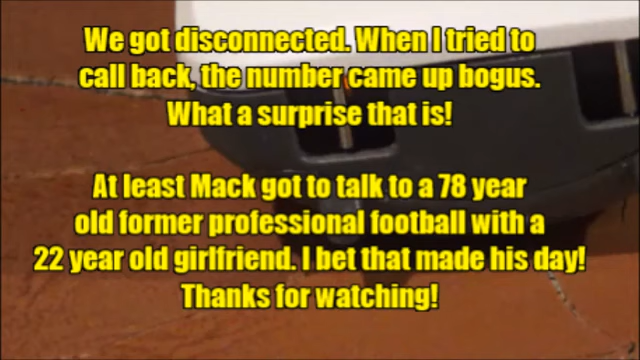 We got disconnected. When I tried to
call back, the number came up bogus.
What a surprise that is!
At least Mack got to talk to a 78 year
old former professional football with a
22 year old girlfriend. I bet that made his day!
Thanks for watching!